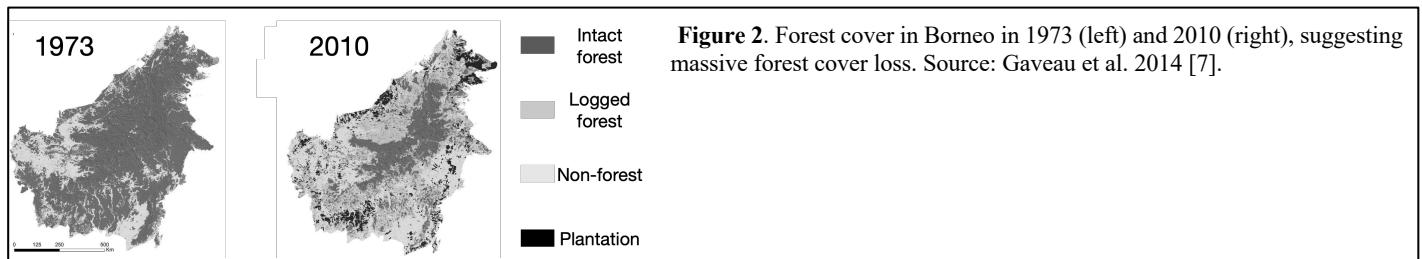 1973
2010
Intact
forest
Logged
forest
Non-forest
Plantation
0 125 250 500
Km
Figure 2. Forest cover in Borneo in 1973 (left) and 2010 (right), suggesting
massive forest cover loss. Source: Gaveau et al. 2014 [7].